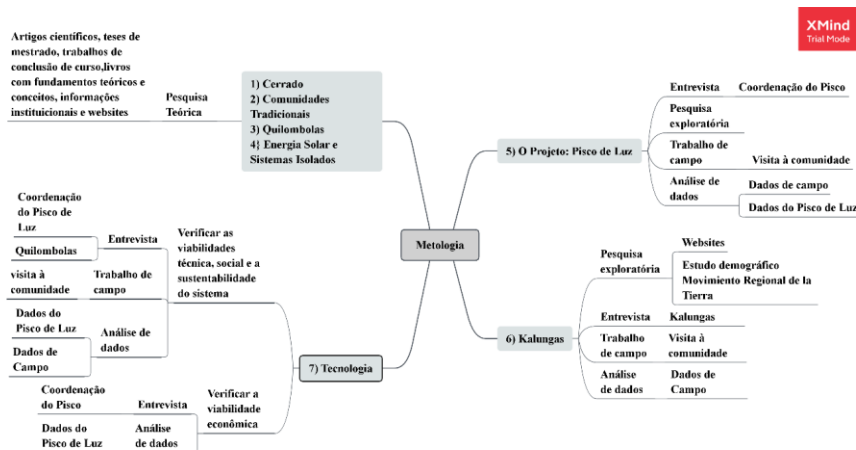 XMind
Trial Mode
Artigos científicos, teses de
mestrado, trabalhos de
conclusão de curso,livros
com fundamentos teóricos e
conceitos, informações
instituicionais e websites
Pesquisa
Teórica
1) Cerrado
2) Comunidades
Tradicionais
3) Quilombolas
4} Energia Solar e
Sistemas Isolados
Metologia
5) O Projeto: Pisco de Luz
Entrevista
Coordenação do Pisco
Pesquisa
exploratória
Trabalho de
campo
Visita à comunidade
Análise de
dados
Dados de campo
Dados do Pisco de Luz
6) Kalungas
Pesquisa
exploratória
Websites
Estudo demográfico
Movimiento Regional de la
Tierra
Entrevista
Kalungas
Trabalho
de campo
Visita à
comunidade
Análise
de dados
Dados de
Campo
7) Tecnologia
Verificar as
viabilidades
técnica, social e a
sustentabilidade
do sistema
Entrevista
Coordenação
do Pisco de
Luz
Quilombolas
Trabalho de
campo
visita à
comunidade
Análise de
dados
Dados do
Pisco de Luz
Dados de
Campo
Verificar a
viabilidade
econômica
Entrevista
Coordenação
do Pisco
Análise
de dados
Dados do
Pisco de Luz